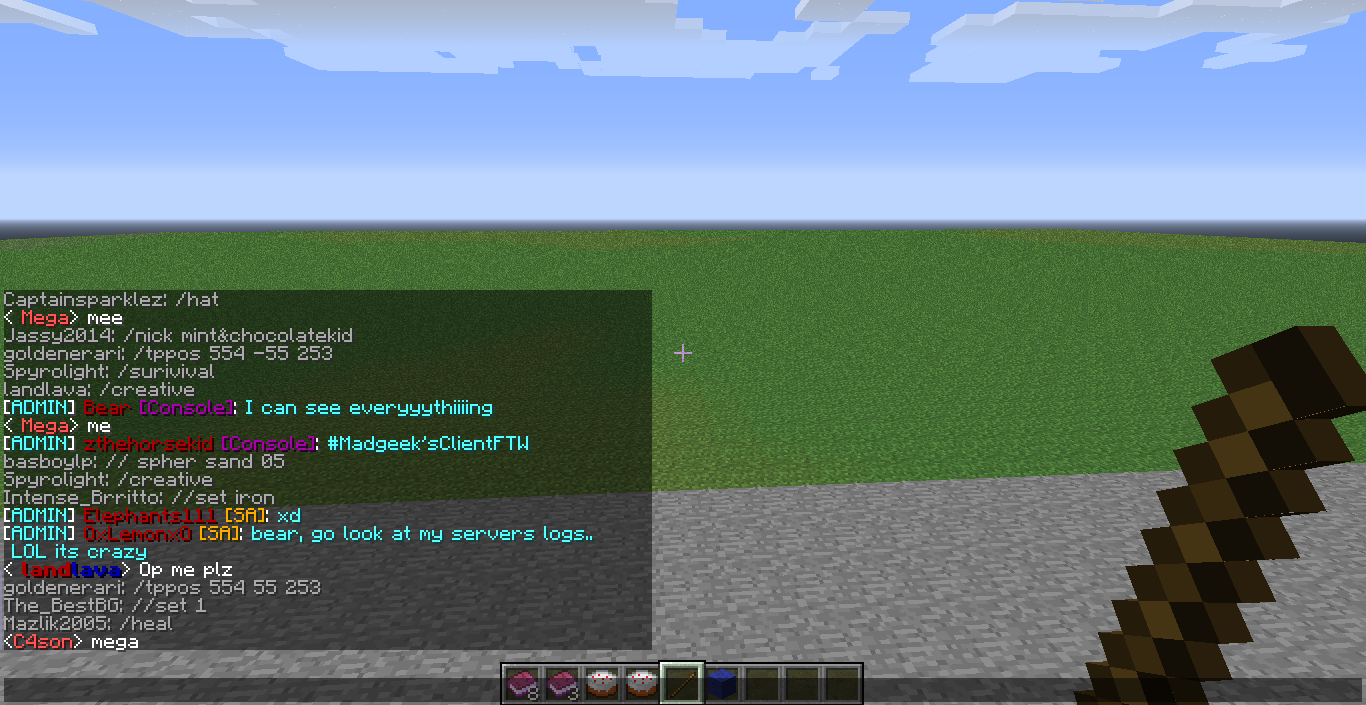 Captainsparklez: /hat
< Mega> mee
Jassy2014: /nick mint&chocolatekid
goldenerari: /tppos 554 -55 253
Spyrolight: /surivival
landlava: /creative
[ADMIN] Bear [Console]: I can see everyyythiiiing
< Mega> me
[ADMIN] zthehorsekid [Console]: #Madgeek'sClientFTW
basboylp: // spher sand 05
Spyrolight: /creative
Intense_Brritto: //set iron
[ADMIN] Elephants111 [SA]: xd
[ADMIN] OxLemonxO [SA]: bear, go look at my servers logs..
LOL its crazy
< landlava> Op me plz
goldenerari: /tppos 554 55 253
The_BestBG: //set 1
Mazlik2005: /heal
<C4son> mega
8 3